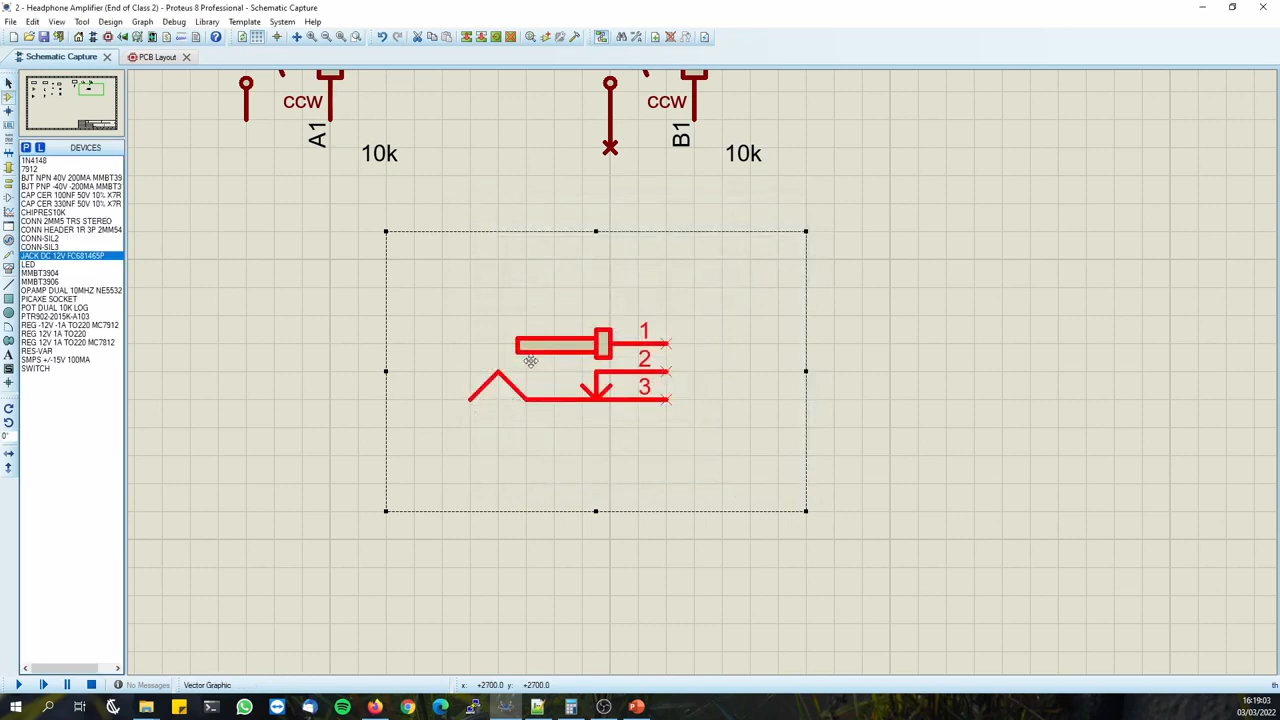 2 - Headphone Amplifier (End of Class 2) - Proteus 8 Professional - Schematic Capture
File Edit View Tool Design Graph Debug Library Template System Help
Schematic Capture PCB Layout
P L DEVICES
1N4148
7912
BJT NPN 40V 200MA MMBT39
BJT PNP -40V -200MA MMBT3
CAP CER 100NF 50V 10% X7R
CAP CER 330NF 50V 10% X7R
CHIPRES10K
CONN 2MM5 TRS STEREO
CONN HEADER 1R 3P 2MM54
CONN-SIL2
CONN-SIL3
JACK DC 12V FC681465P
LED
MMBT3904
MMBT3906
OPAMP DUAL 10MHZ NE5532
PICAXE SOCKET
POT DUAL 10K LOG
PTR902-2015K-A103
REG -12V -1A TO220 MC7912
REG 12V 1A TO220
REG 12V 1A TO220 MC7812
RES-VAR
SMPS +/-15V 100MA
SWITCH
CCW CCW
A1 B1
10k 10k
1
2
3
0°
No Messages Vector Graphic x: +2700.0 y: +2700.0 th
16:19:03
03/03/2022